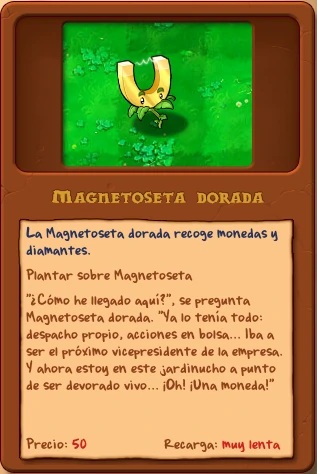 Magnetoseta dorada
La Magnetoseta dorada recoge monedas y
diamantes.
Plantar sobre Magnetoseta
"¿Cómo he llegado aquí?", se pregunta
Magnetoseta dorada. "Ya lo tenía todo:
despacho propio, acciones en bolsa... Iba a
ser el próximo vicepresidente de la empresa.
Y ahora estoy en este jardinucho a punto
de ser devorado vivo... ¡Oh! ¡Una moneda!"
Precio: 50 Recarga: muy lenta